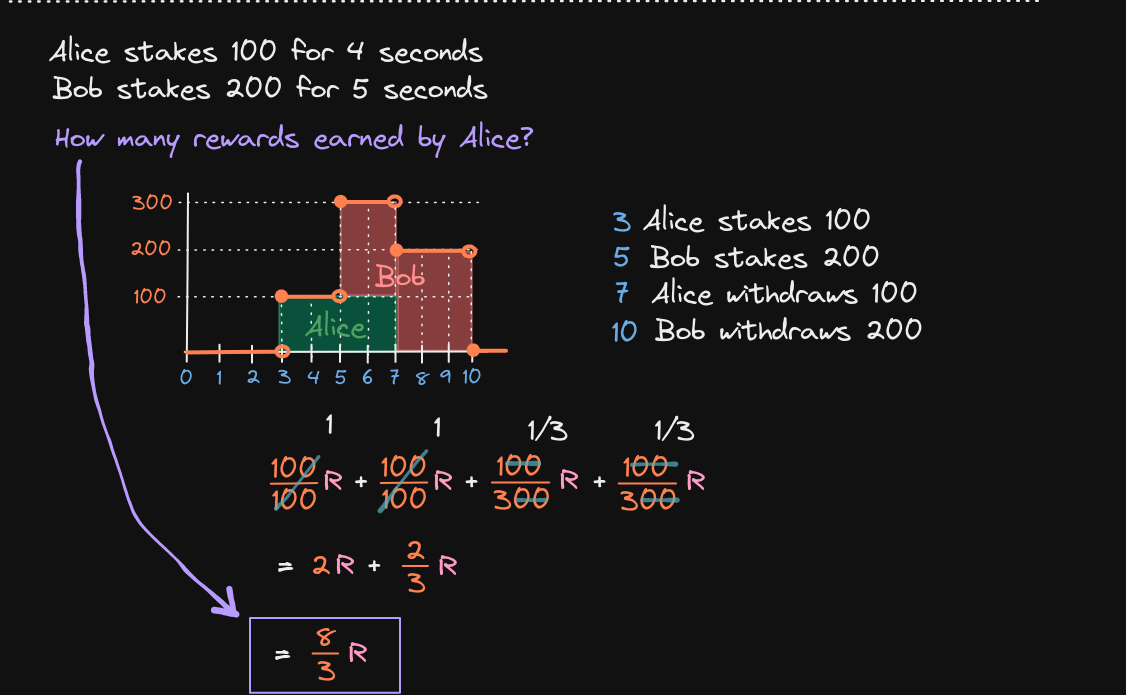 Alice stakes 100 for 4 seconds
Bob stakes 200 for 5 seconds
How many rewards earned by Alice?
300
200
100
Bob
Alice
0 1 2 3 4 5 6 7 8 9 10
3 Alice stakes 100
5 Bob stakes 200
7 Alice withdraws 100
10 Bob withdraws 200
1 1 1/3 1/3
100/100 R + 100/100 R + 100/300 R + 100/300 R
= 2R + 2/3 R
= 8/3 R